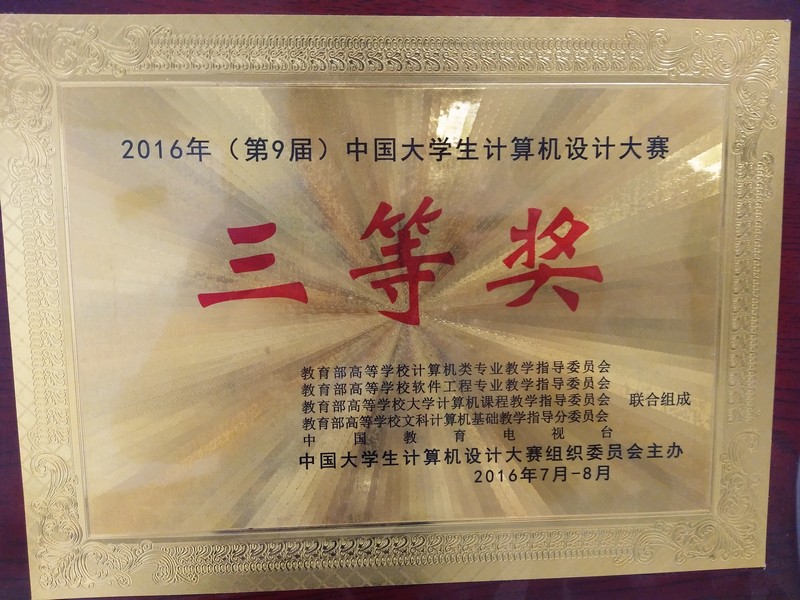 2016年（第9届）中国大学生计算机设计大赛
三等奖
教育部高等学校计算机类专业教学指导委员会
教育部高等学校软件工程专业教学指导委员会
教育部高等学校大学计算机课程教学指导委员会 联合组成
教育部高等学校文科计算机基础教学指导分委员会
中国教育电视台
中国大学生计算机设计大赛组织委员会主办
2016年7月-8月